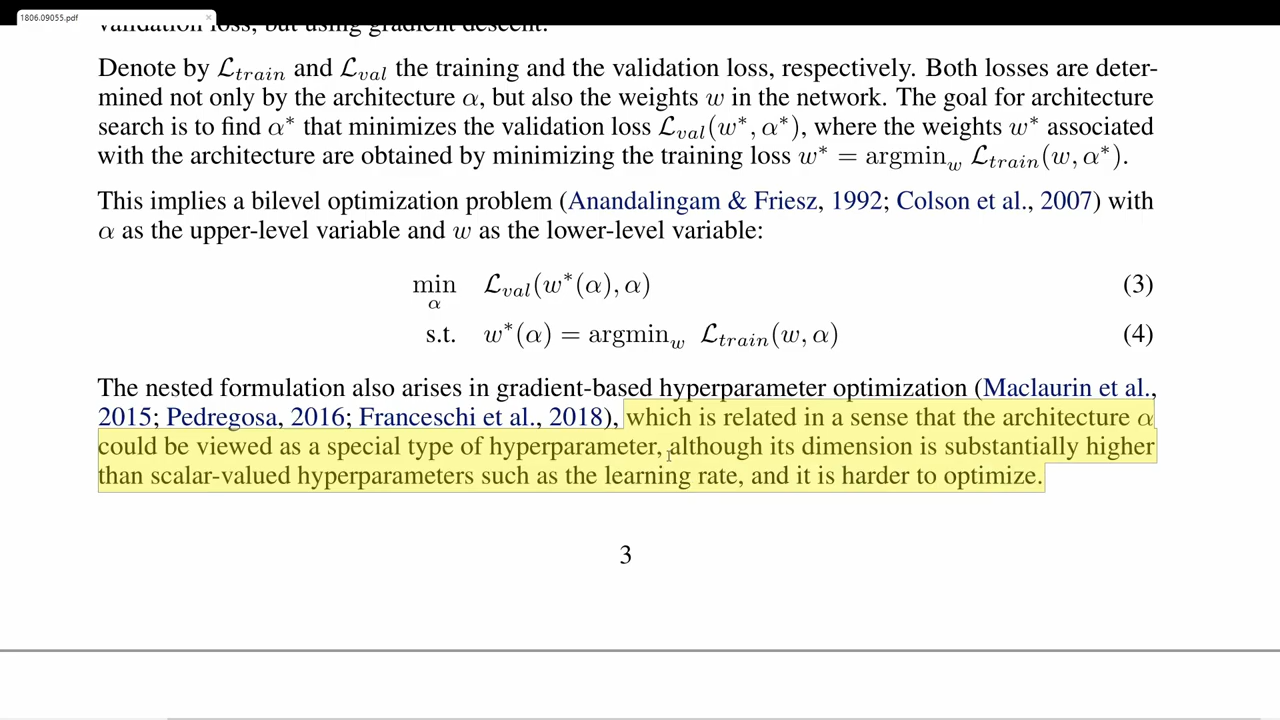 1806.09055.pdf
validation loss, but using gradient descent.
Denote by ℒ_train and ℒ_val the training and the validation loss, respectively. Both losses are deter-
mined not only by the architecture α, but also the weights w in the network. The goal for architecture
search is to find α* that minimizes the validation loss ℒ_val(w*, α*), where the weights w* associated
with the architecture are obtained by minimizing the training loss w* = argmin_w ℒ_train(w, α*).
This implies a bilevel optimization problem (Anandalingam & Friesz, 1992; Colson et al., 2007) with
α as the upper-level variable and w as the lower-level variable:
min_α ℒ_val(w*(α), α) (3)
s.t. w*(α) = argmin_w ℒ_train(w, α) (4)
The nested formulation also arises in gradient-based hyperparameter optimization (Maclaurin et al.,
2015; Pedregosa, 2016; Franceschi et al., 2018), which is related in a sense that the architecture α
could be viewed as a special type of hyperparameter, although its dimension is substantially higher
than scalar-valued hyperparameters such as the learning rate, and it is harder to optimize.
3